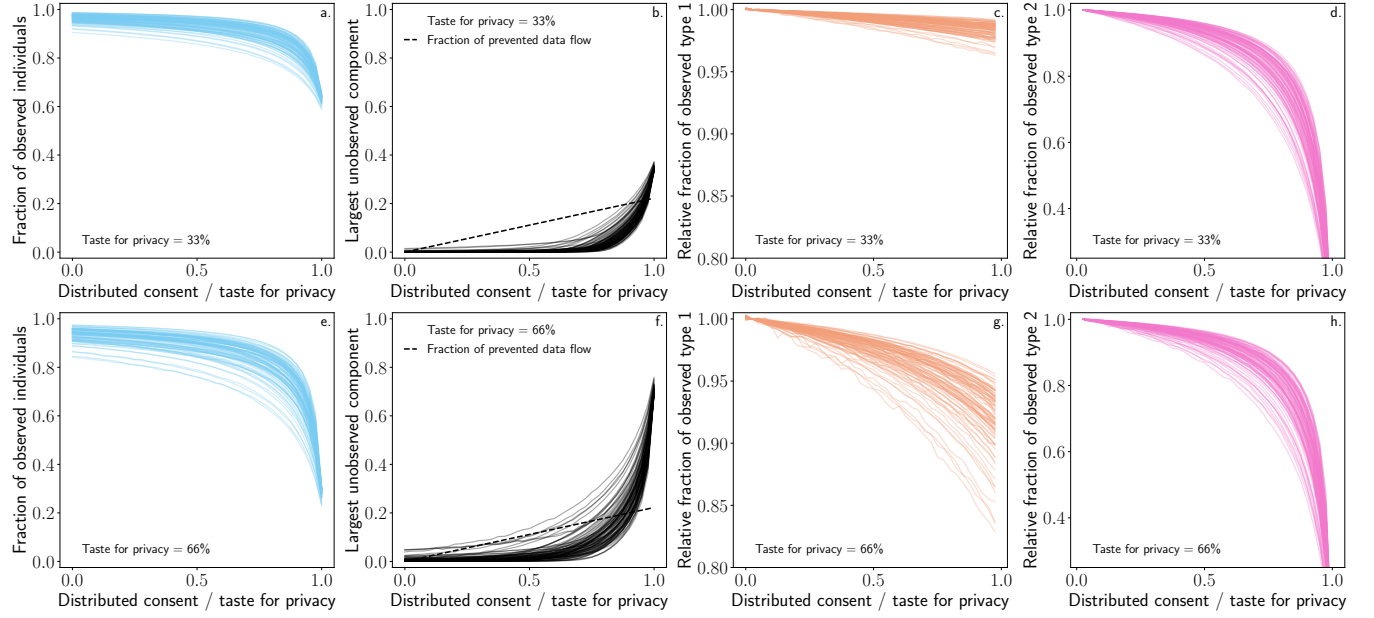 a.
Fraction of observed individuals
1.0
0.8
0.6
0.4
0.2
0.0
Taste for privacy = 33%
0.0 0.5 1.0
Distributed consent / taste for privacy
b.
Largest unobserved component
1.0
0.8
0.6
0.4
0.2
0.0
Taste for privacy = 33%
Fraction of prevented data flow
0.0 0.5 1.0
Distributed consent / taste for privacy
c.
Relative fraction of observed type 1
1.00
0.95
0.90
0.85
0.80
Taste for privacy = 33%
0.0 0.5 1.0
Distributed consent / taste for privacy
d.
Relative fraction of observed type 2
1.0
0.8
0.6
0.4
Taste for privacy = 33%
0.0 0.5 1.0
Distributed consent / taste for privacy
e.
Fraction of observed individuals
1.0
0.8
0.6
0.4
0.2
0.0
Taste for privacy = 66%
0.0 0.5 1.0
Distributed consent / taste for privacy
f.
Largest unobserved component
1.0
0.8
0.6
0.4
0.2
0.0
Taste for privacy = 66%
Fraction of prevented data flow
0.0 0.5 1.0
Distributed consent / taste for privacy
g.
Relative fraction of observed type 1
1.00
0.95
0.90
0.85
0.80
Taste for privacy = 66%
0.0 0.5 1.0
Distributed consent / taste for privacy
h.
Relative fraction of observed type 2
1.0
0.8
0.6
0.4
Taste for privacy = 66%
0.0 0.5 1.0
Distributed consent / taste for privacy